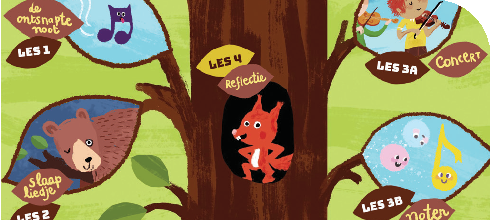 de
ontsnapte
noot
LES 1
LES 4
Reflectie
LES 3A
CONCERT
slaap
liedje
LES 2
LES 3B
noten